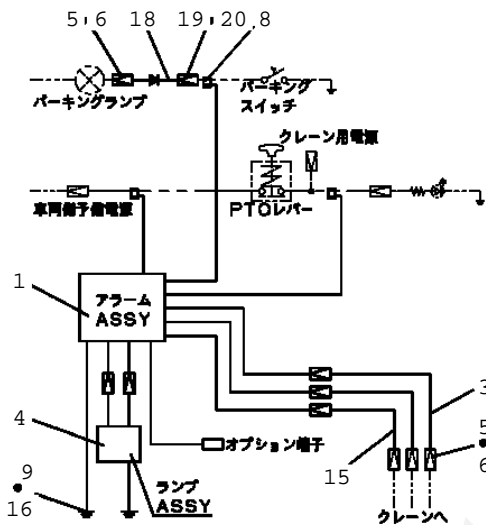 5・6 18 19・20,8
パーキングランプ
パーキング
スイッチ
クレーン用電源
車両側予備電源
PTOレバー
1
アラーム
ASSY
3
4
5
6
オプション端子
15
9
16
ランプ
ASSY
クレーンへ